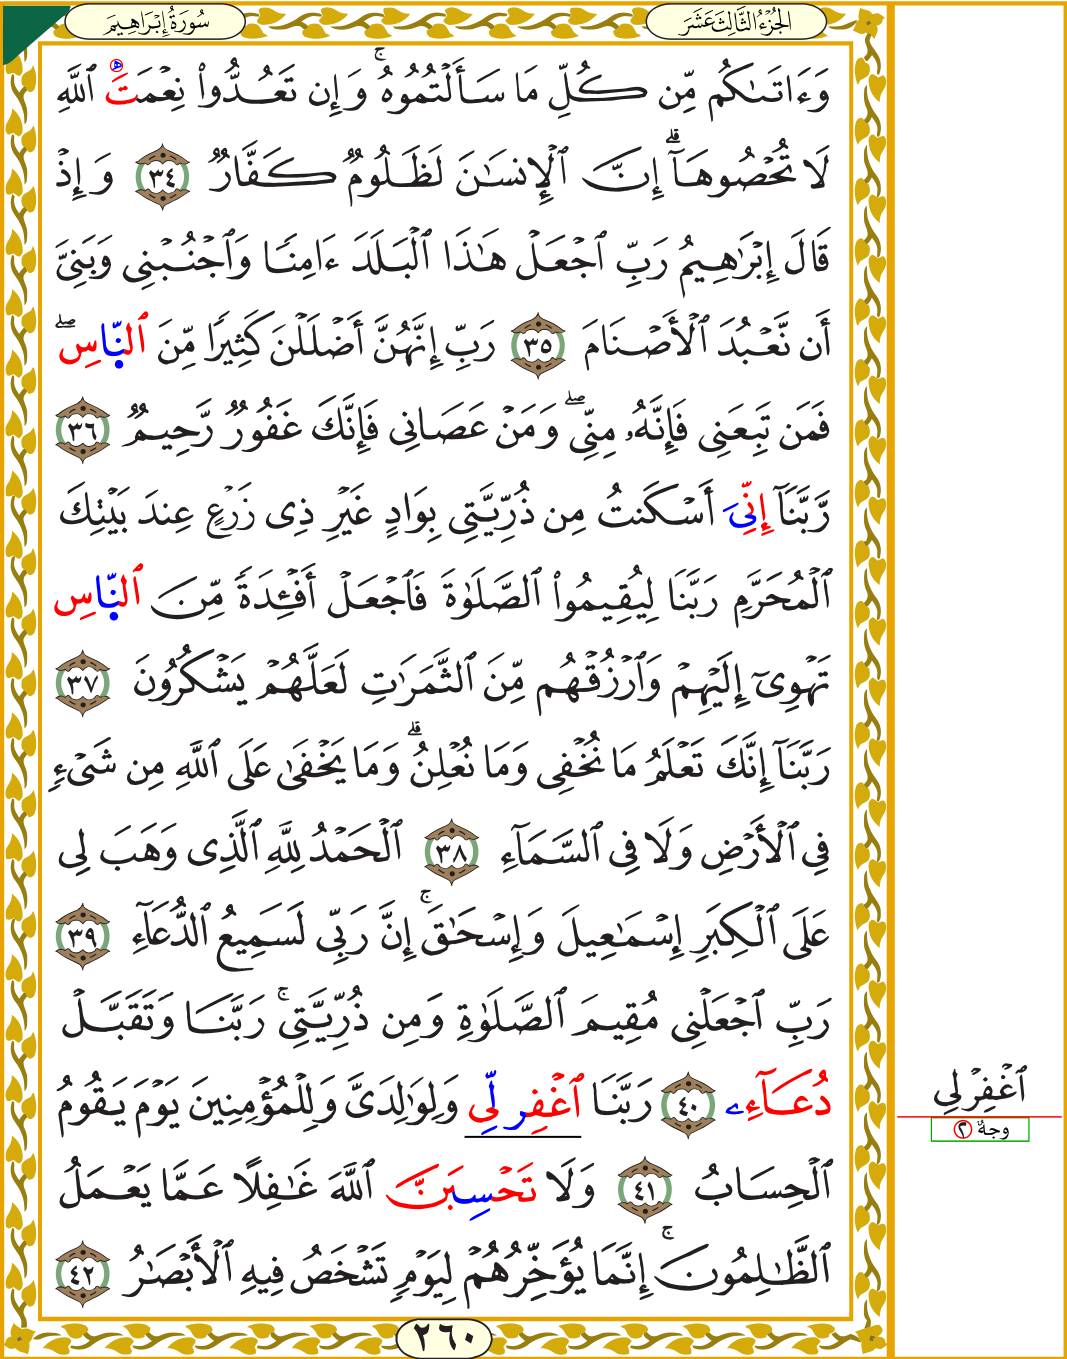 الجُزْءُ الثَّالِثَ عَشَرَ
سُورَةُ إِبْرَاهِيمَ
وَءَاتَىٰكُم مِّن كُلِّ مَا سَأَلْتُمُوهُۚ وَإِن تَعُدُّوا۟ نِعْمَتَ ٱللَّهِ
لَا تُحْصُوهَآۗ إِنَّ ٱلْإِنسَـٰنَ لَظَلُومٌ كَفَّارٌ ٣٤ وَإِذْ
قَالَ إِبْرَٰهِيمُ رَبِّ ٱجْعَلْ هَـٰذَا ٱلْبَلَدَ ءَامِنًا وَٱجْنُبْنِى وَبَنِىَّ
أَن نَّعْبُدَ ٱلْأَصْنَامَ ٣٥ رَبِّ إِنَّهُنَّ أَضْلَلْنَ كَثِيرًا مِّنَ ٱلنَّاسِۖ
فَمَن تَبِعَنِى فَإِنَّهُۥ مِنِّىۖ وَمَنْ عَصَانِى فَإِنَّكَ غَفُورٌ رَّحِيمٌ ٣٦
رَّبَّنَآ إِنِّىَ أَسْكَنتُ مِن ذُرِّيَّتِى بِوَادٍ غَيْرِ ذِى زَرْعٍ عِندَ بَيْتِكَ
ٱلْمُحَرَّمِ رَبَّنَا لِيُقِيمُوا۟ ٱلصَّلَوٰةَ فَٱجْعَلْ أَفْـِٔدَةً مِّنَ ٱلنَّاسِ
تَهْوِىٓ إِلَيْهِمْ وَٱرْزُقْهُم مِّنَ ٱلثَّمَرَٰتِ لَعَلَّهُمْ يَشْكُرُونَ ٣٧
رَبَّنَآ إِنَّكَ تَعْلَمُ مَا نُخْفِى وَمَا نُعْلِنُۗ وَمَا يَخْفَىٰ عَلَى ٱللَّهِ مِن شَىْءٍ
فِى ٱلْأَرْضِ وَلَا فِى ٱلسَّمَآءِ ٣٨ ٱلْحَمْدُ لِلَّهِ ٱلَّذِى وَهَبَ لِى
عَلَى ٱلْكِبَرِ إِسْمَـٰعِيلَ وَإِسْحَـٰقَۚ إِنَّ رَبِّى لَسَمِيعُ ٱلدُّعَآءِ ٣٩
رَبِّ ٱجْعَلْنِى مُقِيمَ ٱلصَّلَوٰةِ وَمِن ذُرِّيَّتِىۚ رَبَّنَا وَتَقَبَّلْ
دُعَآءِۦ ٤٠ رَبَّنَا ٱغْفِر لِّى وَلِوَٰلِدَىَّ وَلِلْمُؤْمِنِينَ يَوْمَ يَقُومُ
ٱلْحِسَابُ ٤١ وَلَا تَحْسِبَنَّ ٱللَّهَ غَـٰفِلًا عَمَّا يَعْمَلُ
ٱلظَّـٰلِمُونَۚ إِنَّمَا يُؤَخِّرُهُمْ لِيَوْمٍ تَشْخَصُ فِيهِ ٱلْأَبْصَـٰرُ ٤٢
ٱغْفِرْ لِى
وجهٌ ٢
٢٦٠